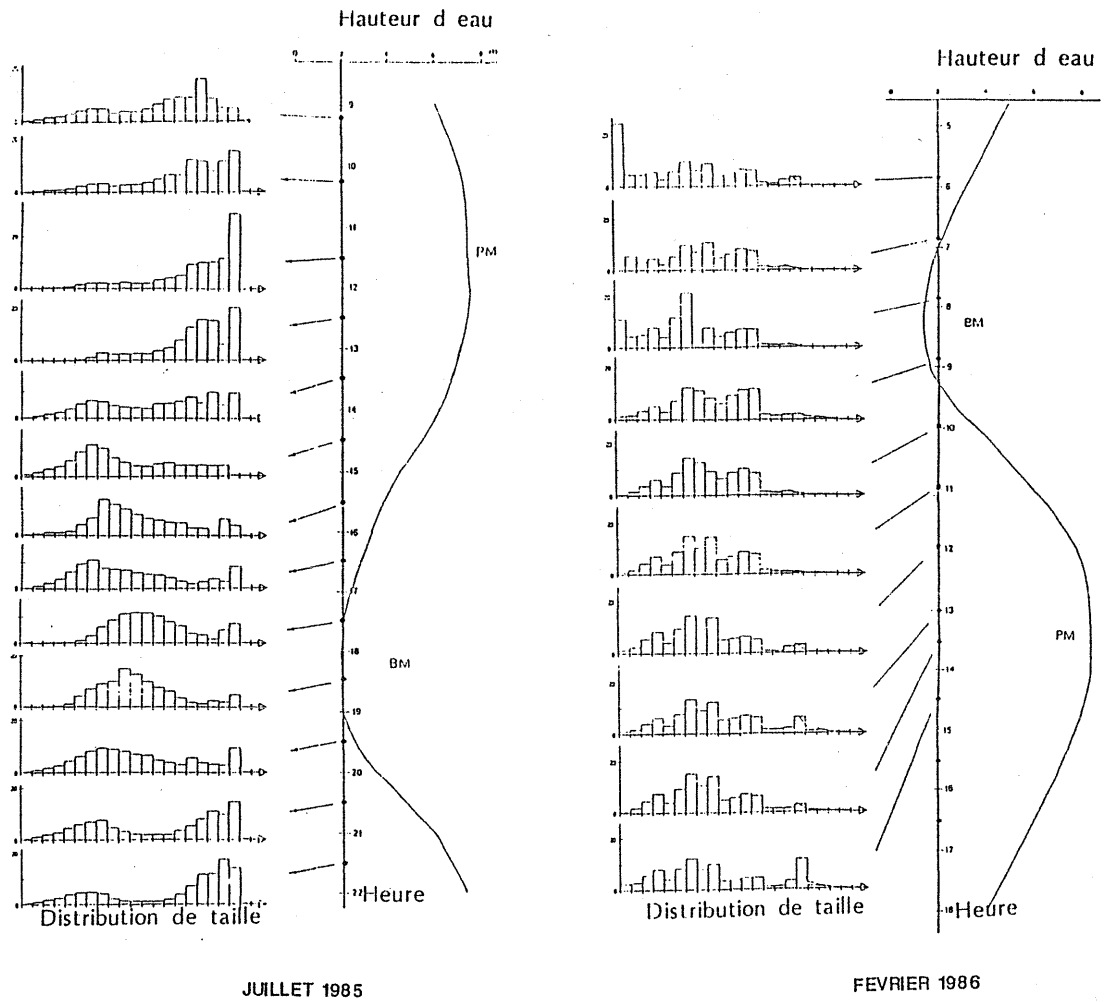 Hauteur d eau
m
9
10
11
12
13
14
15
16
17
18
19
20
21
22
PM
BM
Heure
Distribution de taille
JUILLET 1985
Hauteur d eau
5
6
7
8
9
10
11
12
13
14
15
16
17
18
BM
PM
Heure
Distribution de taille
FEVRIER 1986